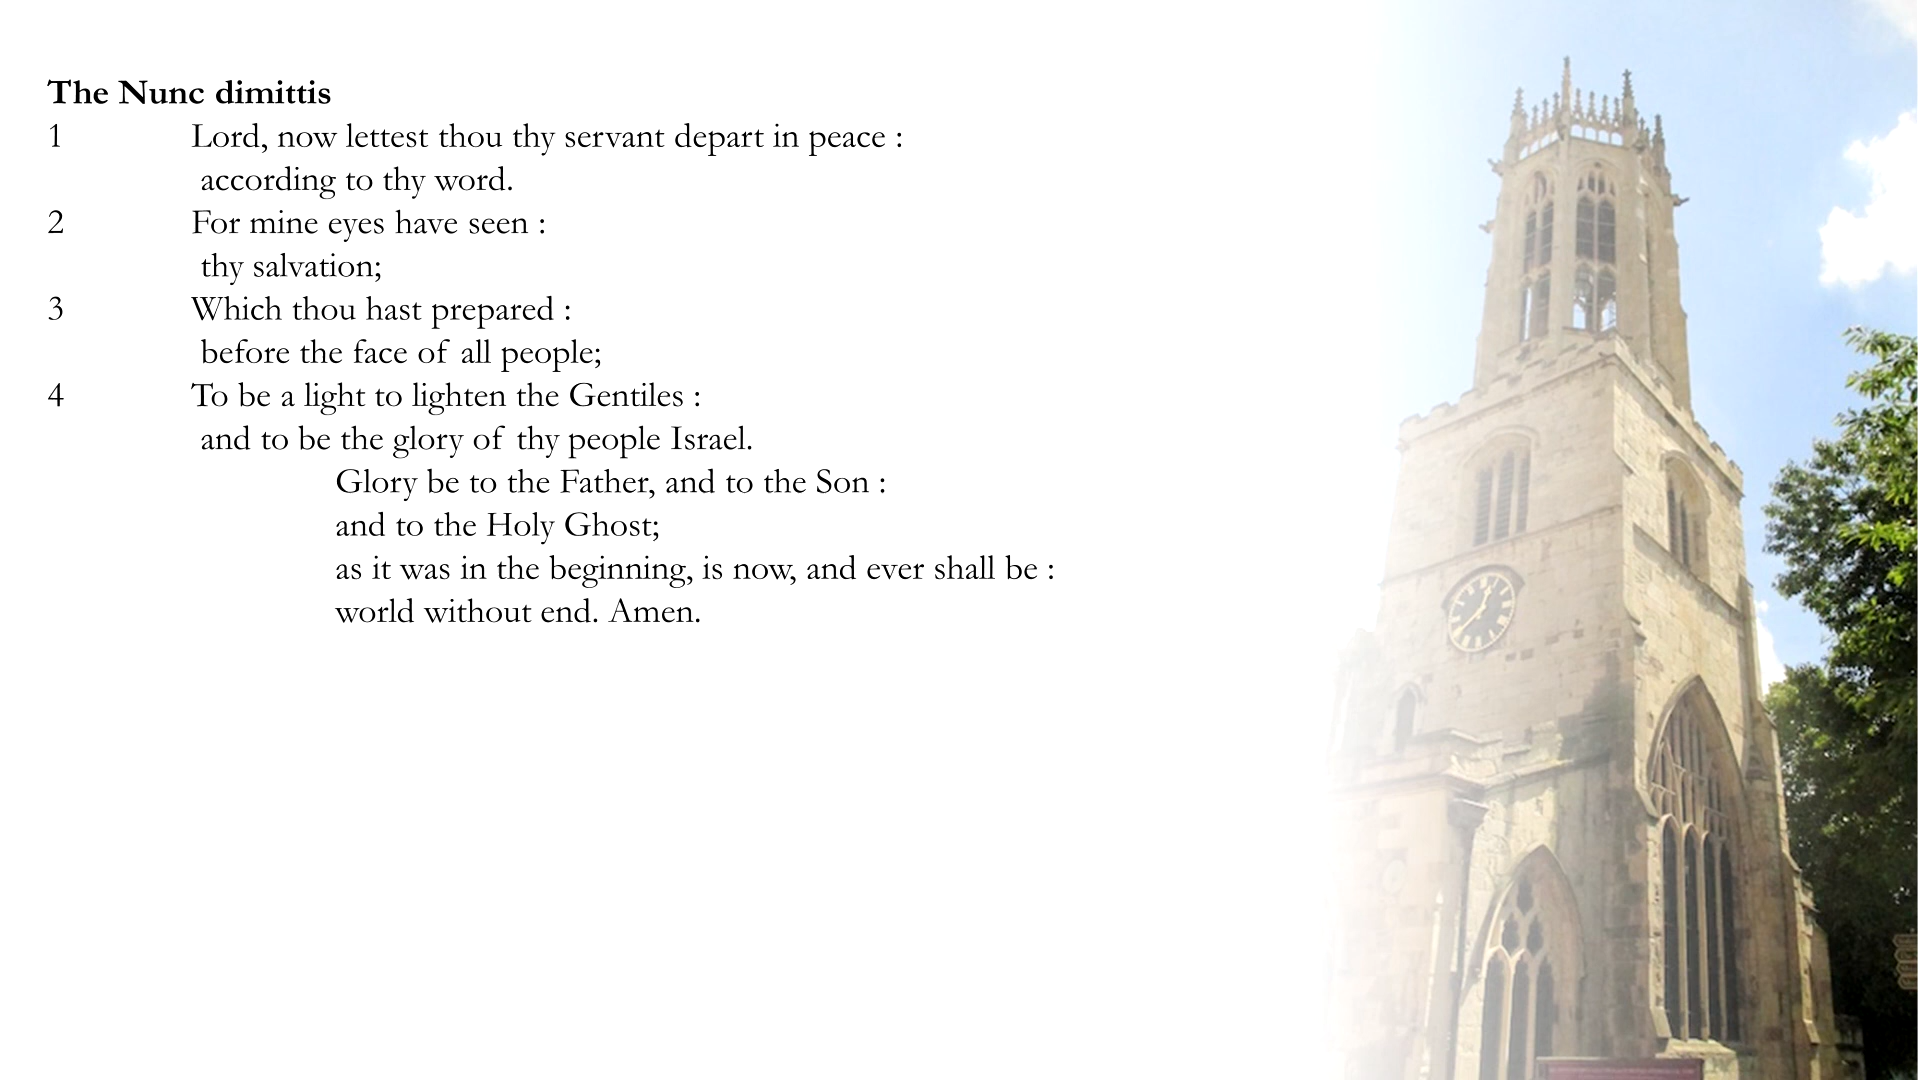 The Nunc dimittis
1 Lord, now lettest thou thy servant depart in peace :
according to thy word.
2 For mine eyes have seen :
thy salvation;
3 Which thou hast prepared :
before the face of all people;
4 To be a light to lighten the Gentiles :
and to be the glory of thy people Israel.
Glory be to the Father, and to the Son :
and to the Holy Ghost;
as it was in the beginning, is now, and ever shall be :
world without end. Amen.